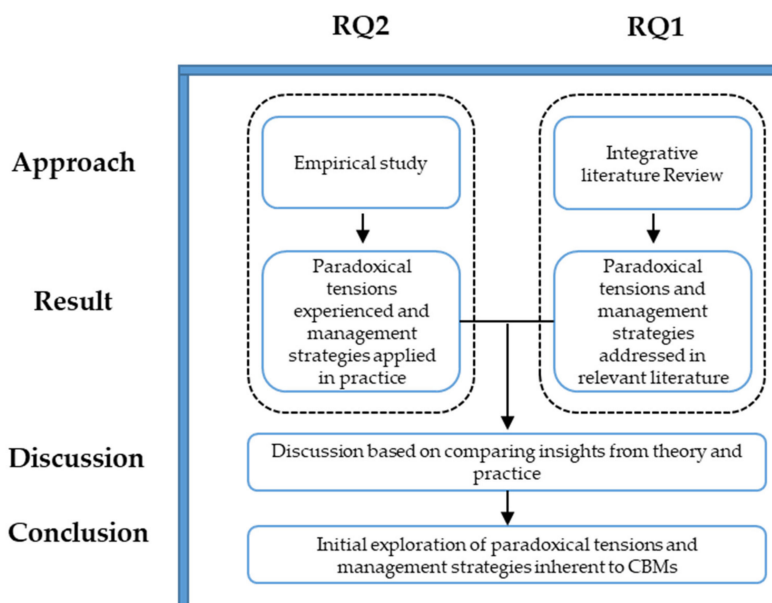 RQ2
RQ1
Approach
Empirical study
Integrative
literature Review
Result
Paradoxical
tensions
experienced and
management
strategies applied
in practice
Paradoxical
tensions and
management
strategies
addressed in
relevant literature
Discussion
Discussion based on comparing insights from theory and
practice
Conclusion
Initial exploration of paradoxical tensions and
management strategies inherent to CBMs